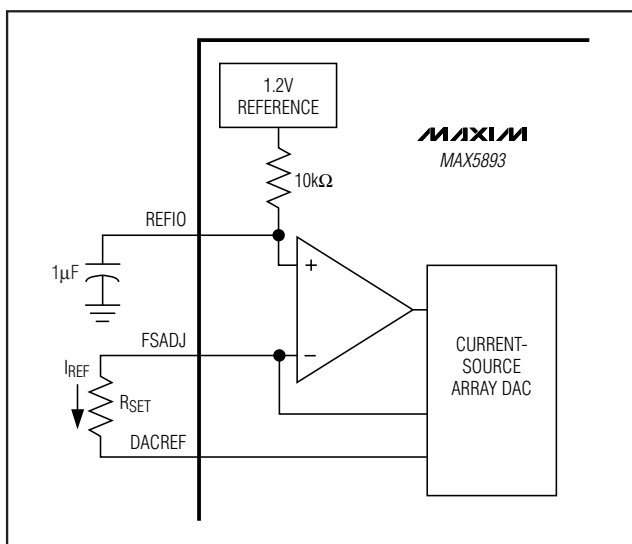 1.2V
REFERENCE
MAXIM
MAX5893
10kΩ
REFIO
1μF
+
FSADJ
−
CURRENT-
SOURCE
ARRAY DAC
IREF
RSET
DACREF